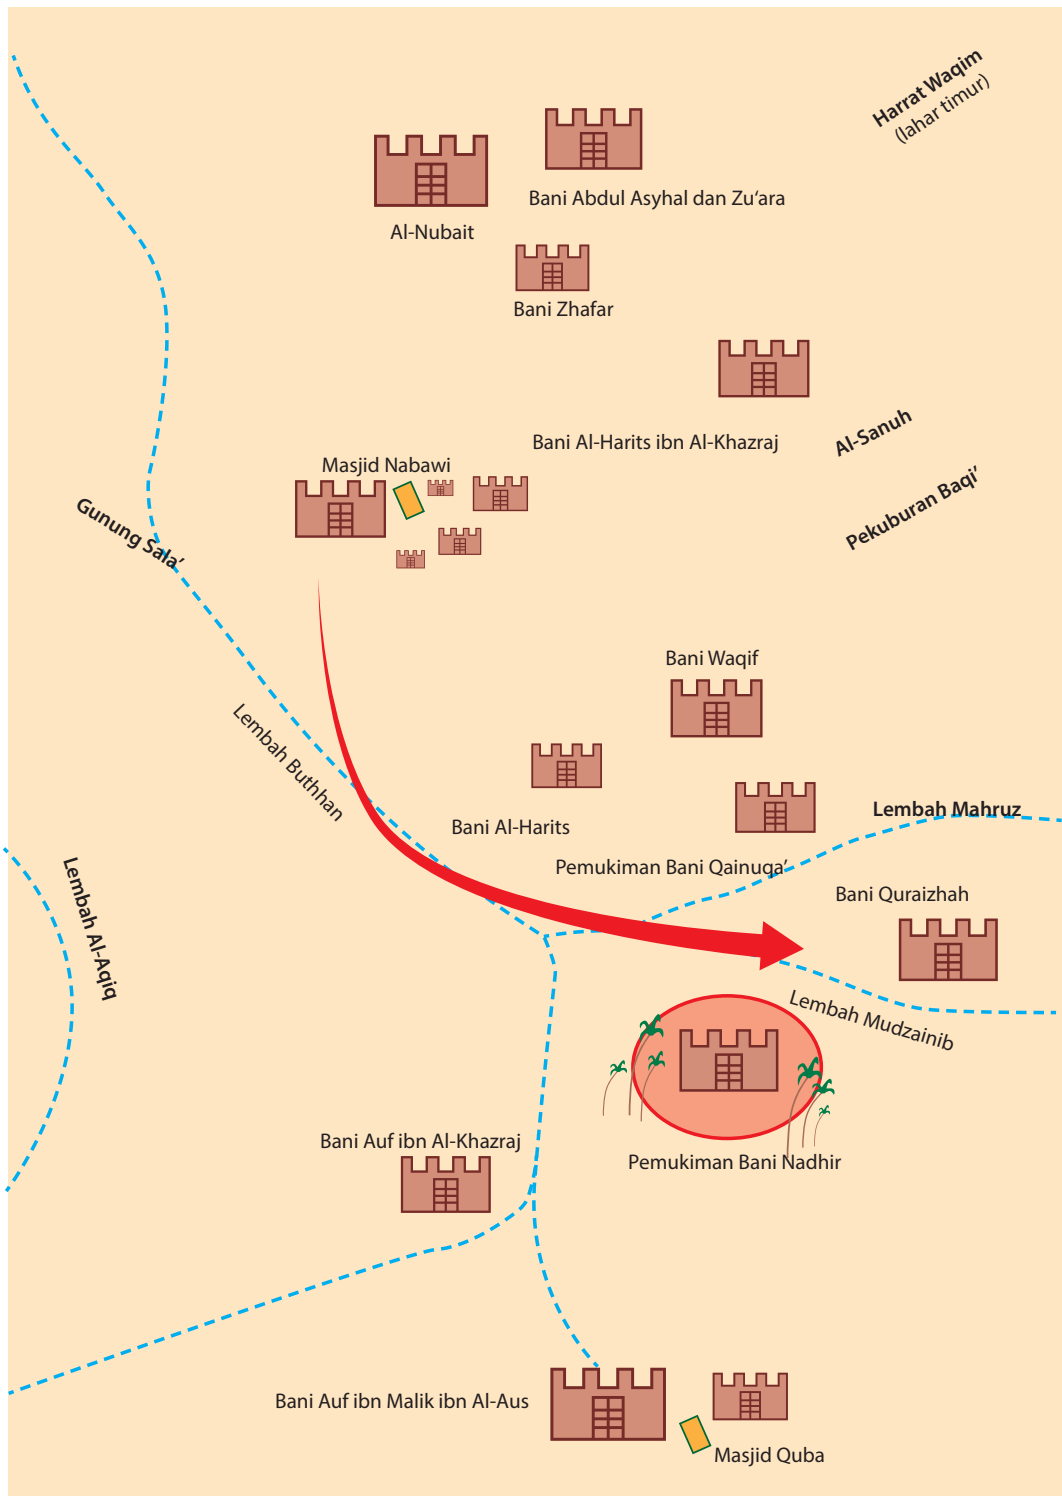 Harrat Waqim
(lahar timur)
Bani Abdul Asyhal dan Zu‘ara
Al-Nubait
Bani Zhafar
Bani Al-Harits ibn Al-Khazraj
Al-Sanuh
Masjid Nabawi
Pekuburan Baqi’
Gunung Sala’
Bani Waqif
Lembah Buthhan
Lembah Mahruz
Bani Al-Harits
Pemukiman Bani Qainuqa’
Bani Quraizhah
Lembah Al-Aqiq
Lembah Mudzainib
Bani Auf ibn Al-Khazraj
Pemukiman Bani Nadhir
Bani Auf ibn Malik ibn Al-Aus
Masjid Quba